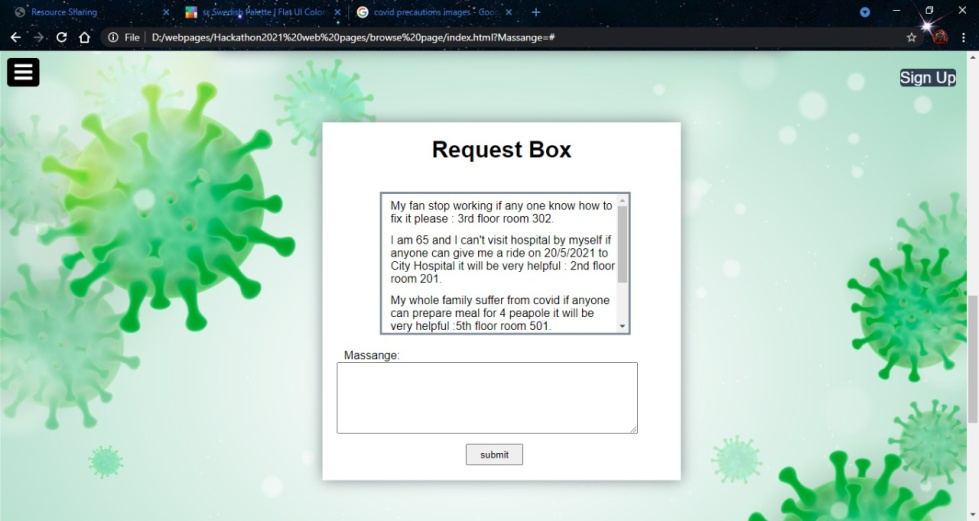 Resource Sharing
Swedish Palette | Flat UI Color
covid precautions images - Goo
File
D:/webpages/Hackathon2021%20web%20pages/browse%20page/index.html?Massange=#
Sign Up
Request Box
My fan stop working if any one know how to
fix it please : 3rd floor room 302.
I am 65 and I can't visit hospital by myself if
anyone can give me a ride on 20/5/2021 to
City Hospital it will be very helpful : 2nd floor
room 201.
My whole family suffer from covid if anyone
can prepare meal for 4 peapole it will be
very helpful :5th floor room 501.
Massange:
submit